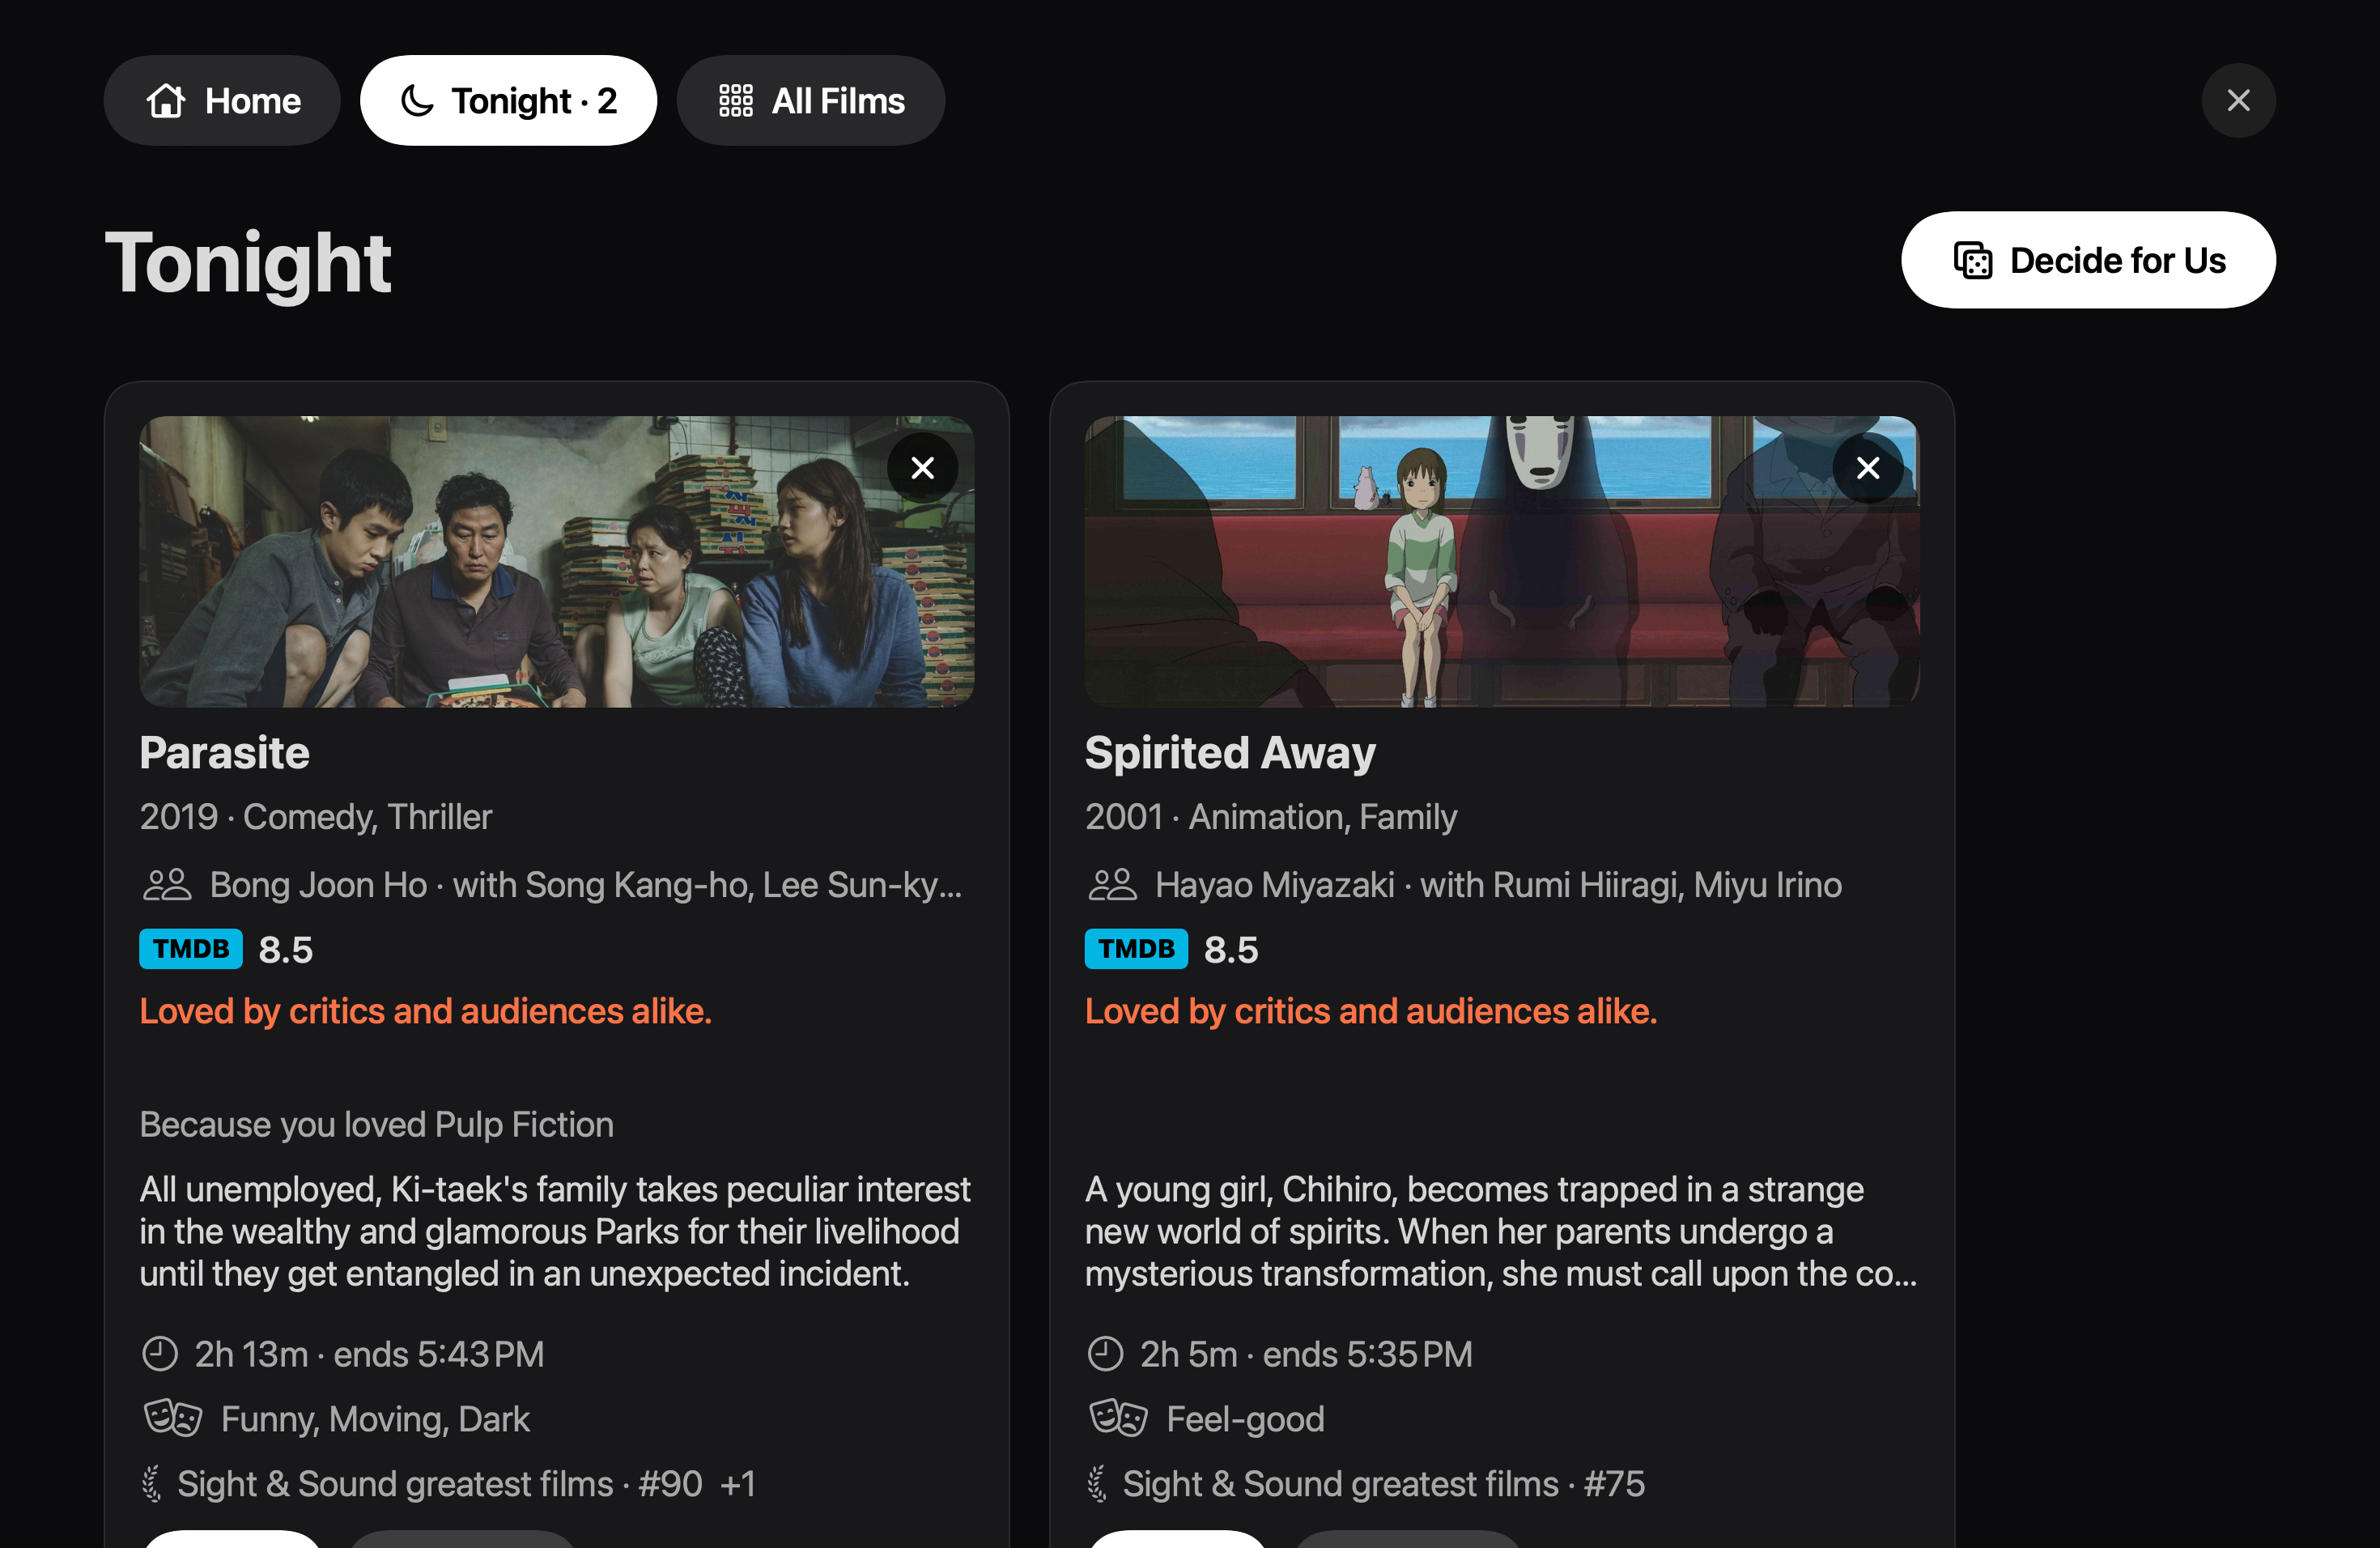 Home
Tonight · 2
All Films
Tonight
Decide for Us
Parasite
2019 · Comedy, Thriller
Bong Joon Ho · with Song Kang-ho, Lee Sun-ky...
TMDB 8.5
Loved by critics and audiences alike.
Because you loved Pulp Fiction
All unemployed, Ki-taek's family takes peculiar interest
in the wealthy and glamorous Parks for their livelihood
until they get entangled in an unexpected incident.
2h 13m · ends 5:43 PM
Funny, Moving, Dark
Sight & Sound greatest films · #90 +1
Spirited Away
2001 · Animation, Family
Hayao Miyazaki · with Rumi Hiiragi, Miyu Irino
TMDB 8.5
Loved by critics and audiences alike.
A young girl, Chihiro, becomes trapped in a strange
new world of spirits. When her parents undergo a
mysterious transformation, she must call upon the co...
2h 5m · ends 5:35 PM
Feel-good
Sight & Sound greatest films · #75